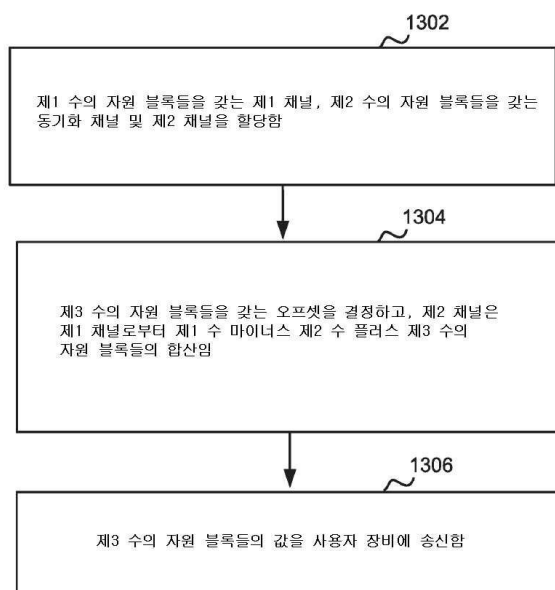 1302
제1 수의 자원 블록들을 갖는 제1 채널, 제2 수의 자원 블록들을 갖는
동기화 채널 및 제2 채널을 할당함
1304
제3 수의 자원 블록들을 갖는 오프셋을 결정하고, 제2 채널은
제1 채널로부터 제1 수 마이너스 제2 수 플러스 제3 수의
자원 블록들의 합산임
1306
제3 수의 자원 블록들의 값을 사용자 장비에 송신함